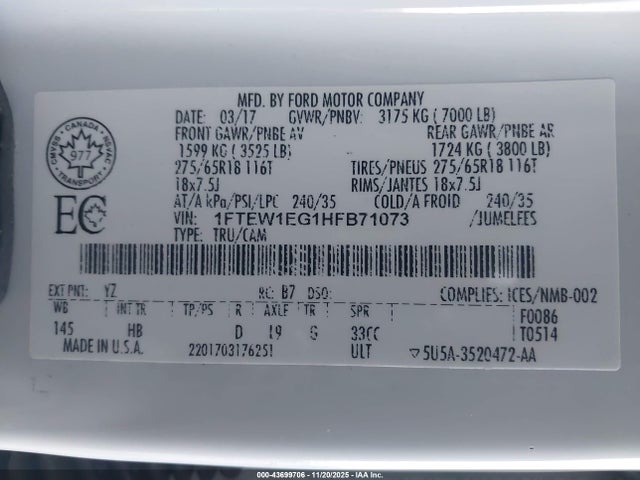 MFD. BY FORD MOTOR COMPANY
DATE: 03/17 GVWR/PNBV: 3175 KG ( 7000 LB)
FRONT GAWR/PNBE AV REAR GAWR/PNBE AR
1599 KG ( 3525 LB) 1724 KG ( 3800 LB)
275/65R18 116T TIRES/PNEUS 275/65R18 116T
18x7.5J RIMS/JANTES 18x7.5J
AT/A kPa/PSI/LPC 240/35 COLD/A FROID 240/35
VIN: 1FTEW1EG1HFB71073 /JUMELFES
TYPE: TRU/CAM
CMVSS · CANADA · NSVAC
977
TRANSPORT
EC
EXT PNT: YZ RC: B7 DSO: COMPLIES: ICES/NMB-002
WB INT TR TP/PS R AXLE TR SPR F0086
145 HB D 19 G 33CC T0514
MADE IN U.S.A. 2201703176251 ULT 5U5A-3520472-AA
© 00-43699706 - 11/20/2025 - IAA Inc.